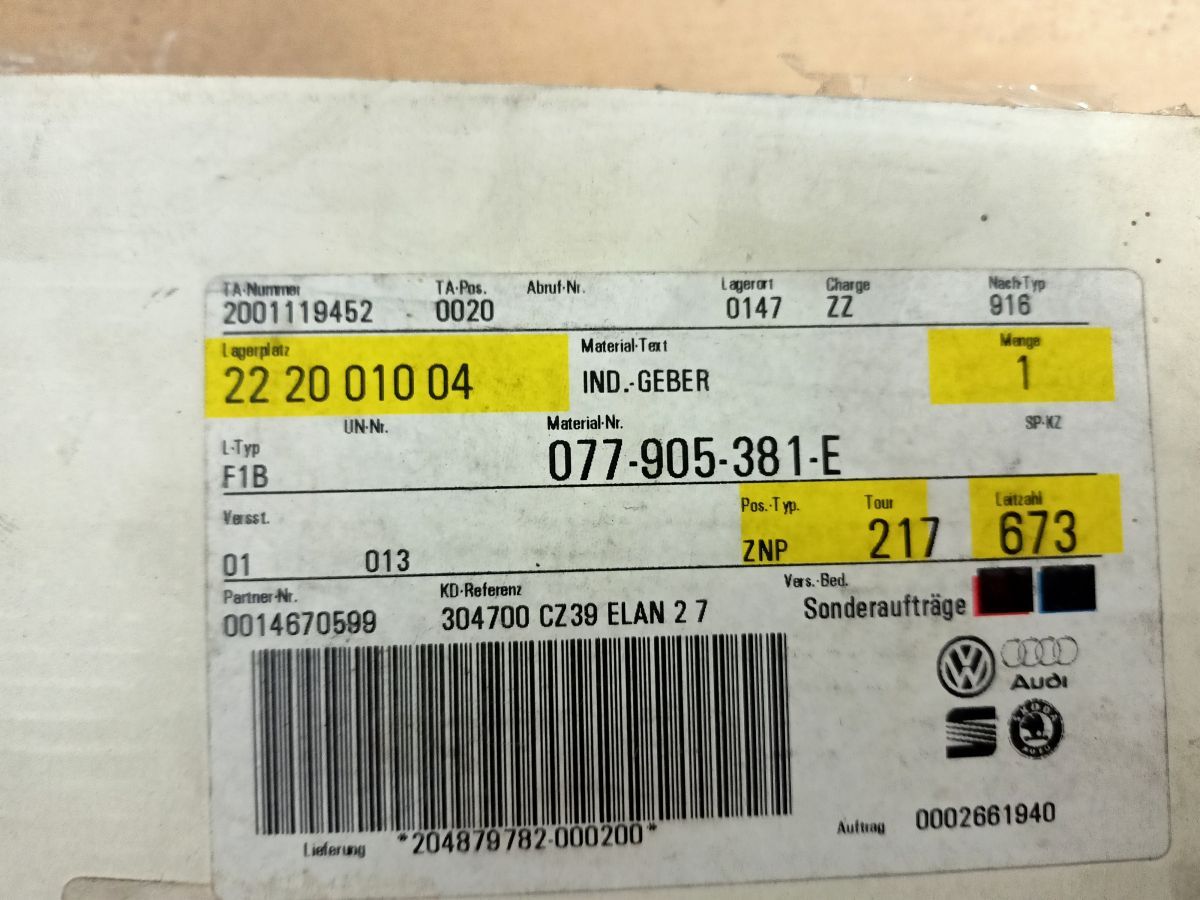 TA-Nummer TA-Pos. Abruf-Nr. Lagerort Charge Nach-Typ
2001119452 0020 0147 ZZ 916
Lagerplatz Material-Text Menge
22 20 010 04 IND.-GEBER 1
UN-Nr. Material-Nr. SP-KZ
L-Typ
F1B 077-905-381-E
Versst. Pos.-Typ. Tour Leitzahl
01 013 ZNP 217 673
Partner-Nr. KD-Referenz Vers.-Bed.
0014670599 304700 CZ39 ELAN 2 7 Sonderaufträge
VW
Audi
SKODA
AUTO
Lieferung *204879782-000200* Auftrag 0002661940